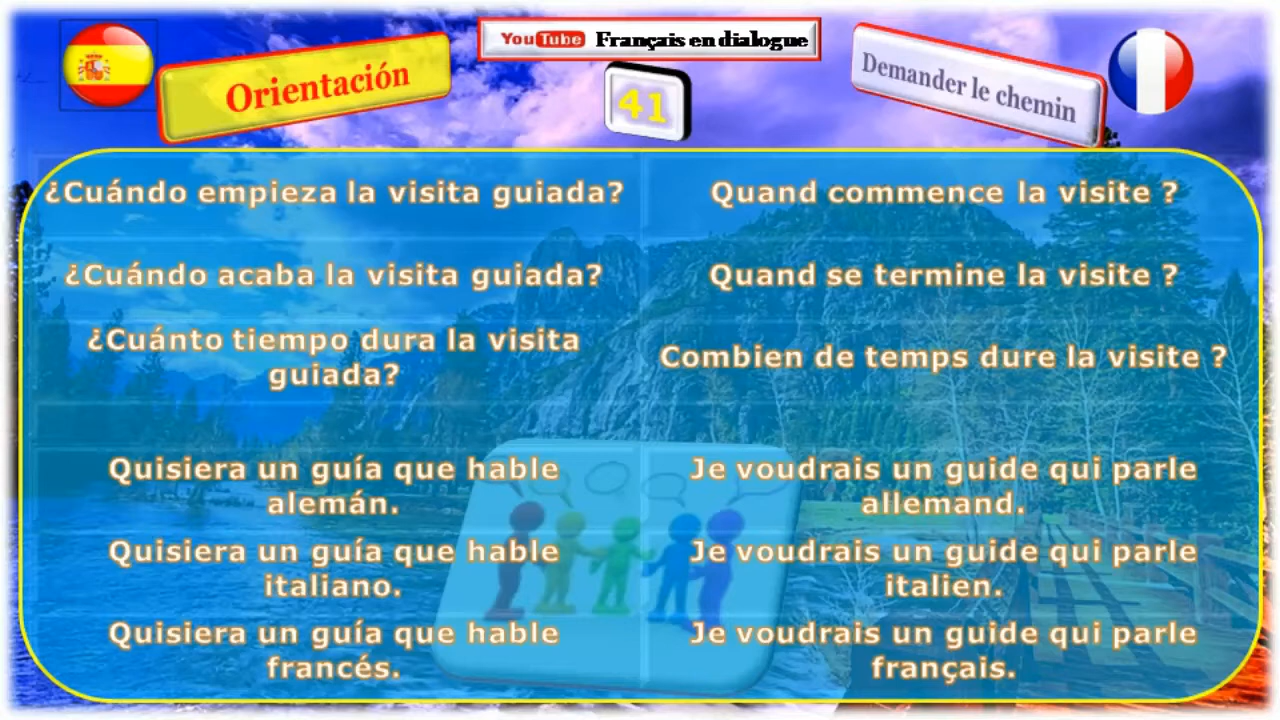 Orientación
YouTube Français en dialogue
41
Demander le chemin
¿Cuándo empieza la visita guiada?
Quand commence la visite ?
¿Cuándo acaba la visita guiada?
Quand se termine la visite ?
¿Cuánto tiempo dura la visita
guiada?
Combien de temps dure la visite ?
Quisiera un guía que hable
alemán.
Je voudrais un guide qui parle
allemand.
Quisiera un guía que hable
italiano.
Je voudrais un guide qui parle
italien.
Quisiera un guía que hable
francés.
Je voudrais un guide qui parle
français.